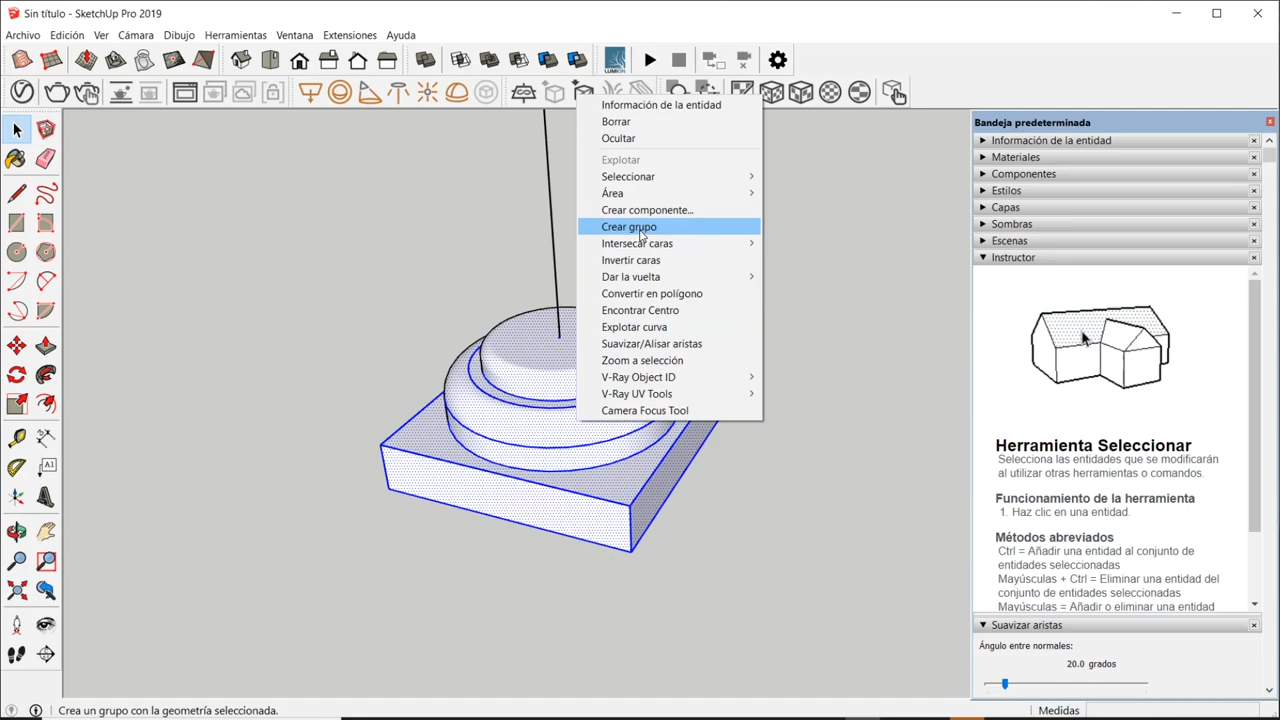 Sin título - SketchUp Pro 2019
Archivo Edición Ver Cámara Dibujo Herramientas Ventana Extensiones Ayuda
LUMION
Información de la entidad
Borrar
Ocultar
Explotar
Seleccionar
Área
Crear componente...
Crear grupo
Intersecar caras
Invertir caras
Dar la vuelta
Convertir en polígono
Encontrar Centro
Explotar curva
Suavizar/Alisar aristas
Zoom a selección
V-Ray Object ID
V-Ray UV Tools
Camera Focus Tool
Bandeja predeterminada
Información de la entidad
Materiales
Componentes
Estilos
Capas
Sombras
Escenas
Instructor
Herramienta Seleccionar
Selecciona las entidades que se modificarán
al utilizar otras herramientas o comandos.
Funcionamiento de la herramienta
1. Haz clic en una entidad.
Métodos abreviados
Ctrl = Añadir una entidad al conjunto de
entidades seleccionadas
Mayúsculas + Ctrl = Eliminar una entidad del
conjunto de entidades seleccionadas
Mayúsculas = Añadir o eliminar una entidad
Suavizar aristas
Ángulo entre normales:
20.0 grados
Crea un grupo con la geometría seleccionada.
Medidas